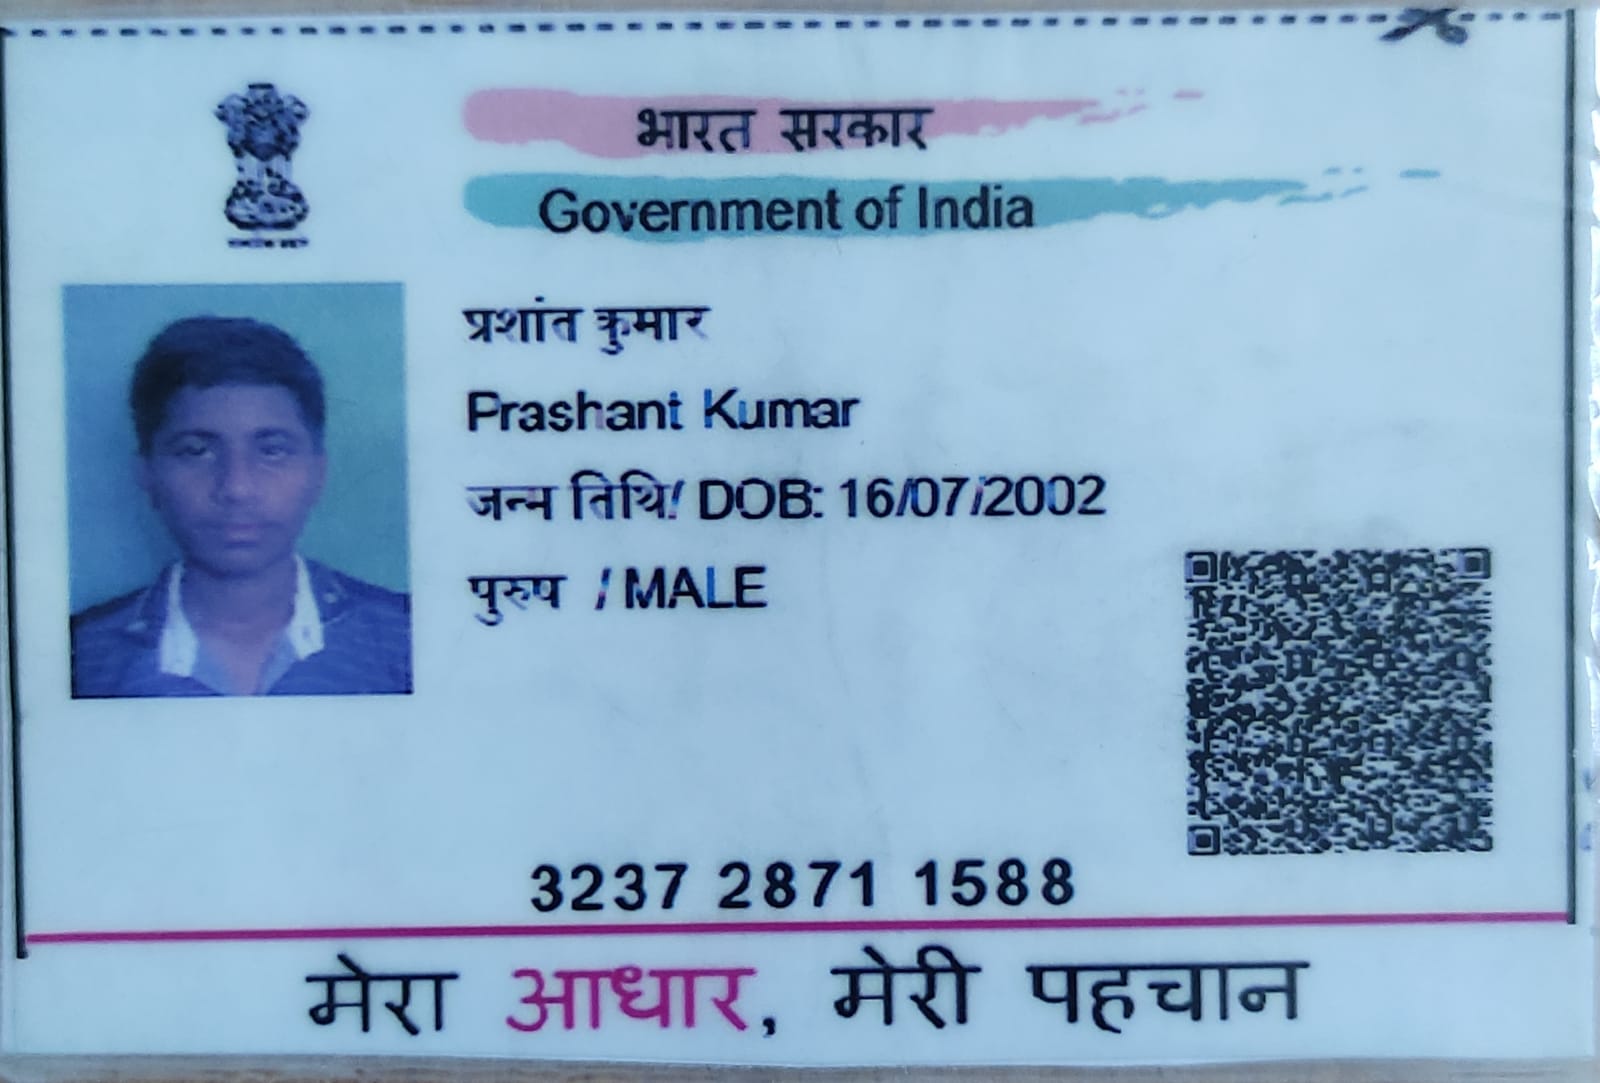 भारत सरकार
Government of India
प्रशांत कुमार
Prashant Kumar
जन्म तिथि/ DOB: 16/07/2002
पुरुष / MALE
3237 2871 1588
मेरा आधार, मेरी पहचान